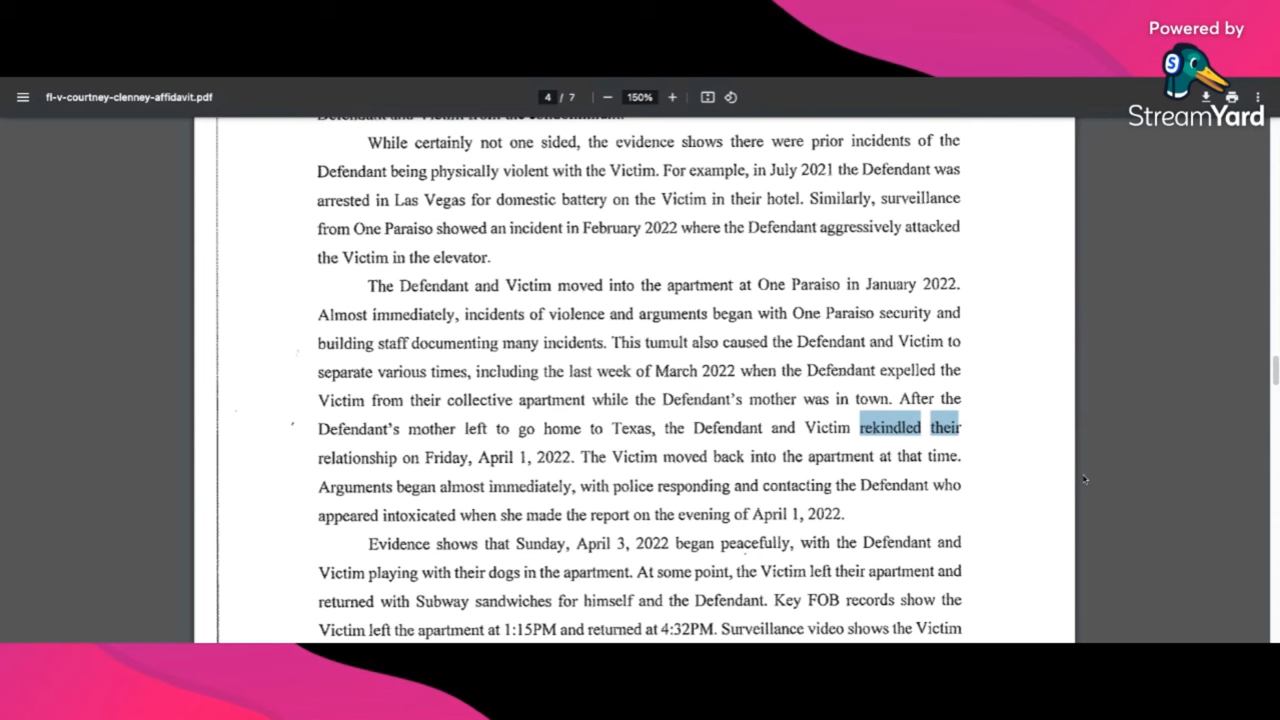 Powered by
StreamYard
fl-v-courtney-clenney-affidavit.pdf
4 / 7
150%
Defendant and Victim from the condominium.
While certainly not one sided, the evidence shows there were prior incidents of the
Defendant being physically violent with the Victim. For example, in July 2021 the Defendant was
arrested in Las Vegas for domestic battery on the Victim in their hotel. Similarly, surveillance
from One Paraiso showed an incident in February 2022 where the Defendant aggressively attacked
the Victim in the elevator.
The Defendant and Victim moved into the apartment at One Paraiso in January 2022.
Almost immediately, incidents of violence and arguments began with One Paraiso security and
building staff documenting many incidents. This tumult also caused the Defendant and Victim to
separate various times, including the last week of March 2022 when the Defendant expelled the
Victim from their collective apartment while the Defendant's mother was in town. After the
Defendant's mother left to go home to Texas, the Defendant and Victim rekindled their
relationship on Friday, April 1, 2022. The Victim moved back into the apartment at that time.
Arguments began almost immediately, with police responding and contacting the Defendant who
appeared intoxicated when she made the report on the evening of April 1, 2022.
Evidence shows that Sunday, April 3, 2022 began peacefully, with the Defendant and
Victim playing with their dogs in the apartment. At some point, the Victim left their apartment and
returned with Subway sandwiches for himself and the Defendant. Key FOB records show the
Victim left the apartment at 1:15PM and returned at 4:32PM. Surveillance video shows the Victim